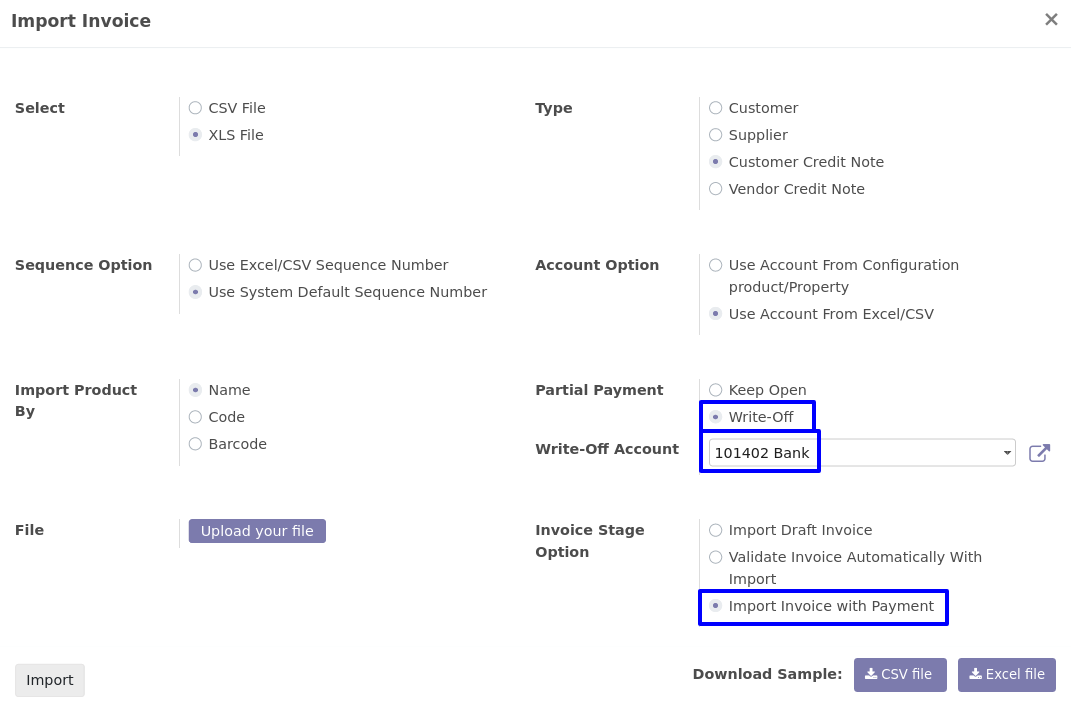 Import Invoice
Select
CSV File
XLS File
Type
Customer
Supplier
Customer Credit Note
Vendor Credit Note
Sequence Option
Use Excel/CSV Sequence Number
Use System Default Sequence Number
Account Option
Use Account From Configuration
product/Property
Use Account From Excel/CSV
Import Product
By
Name
Code
Barcode
Partial Payment
Keep Open
Write-Off
Write-Off Account
101402 Bank
File
Upload your file
Invoice Stage
Option
Import Draft Invoice
Validate Invoice Automatically With
Import
Import Invoice with Payment
Import
Download Sample:
CSV file
Excel file